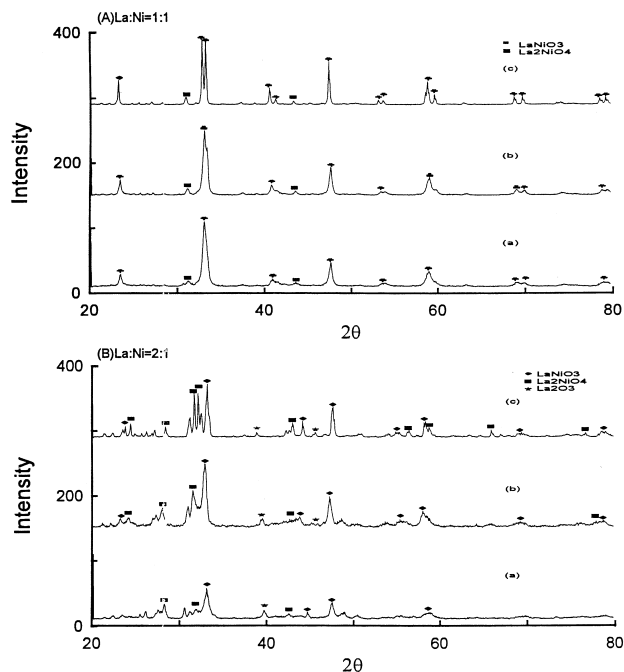 (A)La:Ni=1:1
400
LaNiO3
La2NiO4
(c)
200
(b)
Intensity
(a)
0
20 40 60 80
2θ
(B)La:Ni=2:1
400
LaNiO3
La2NiO4
La2O3
(c)
200
(b)
Intensity
(a)
0
20 40 60 80
2θ